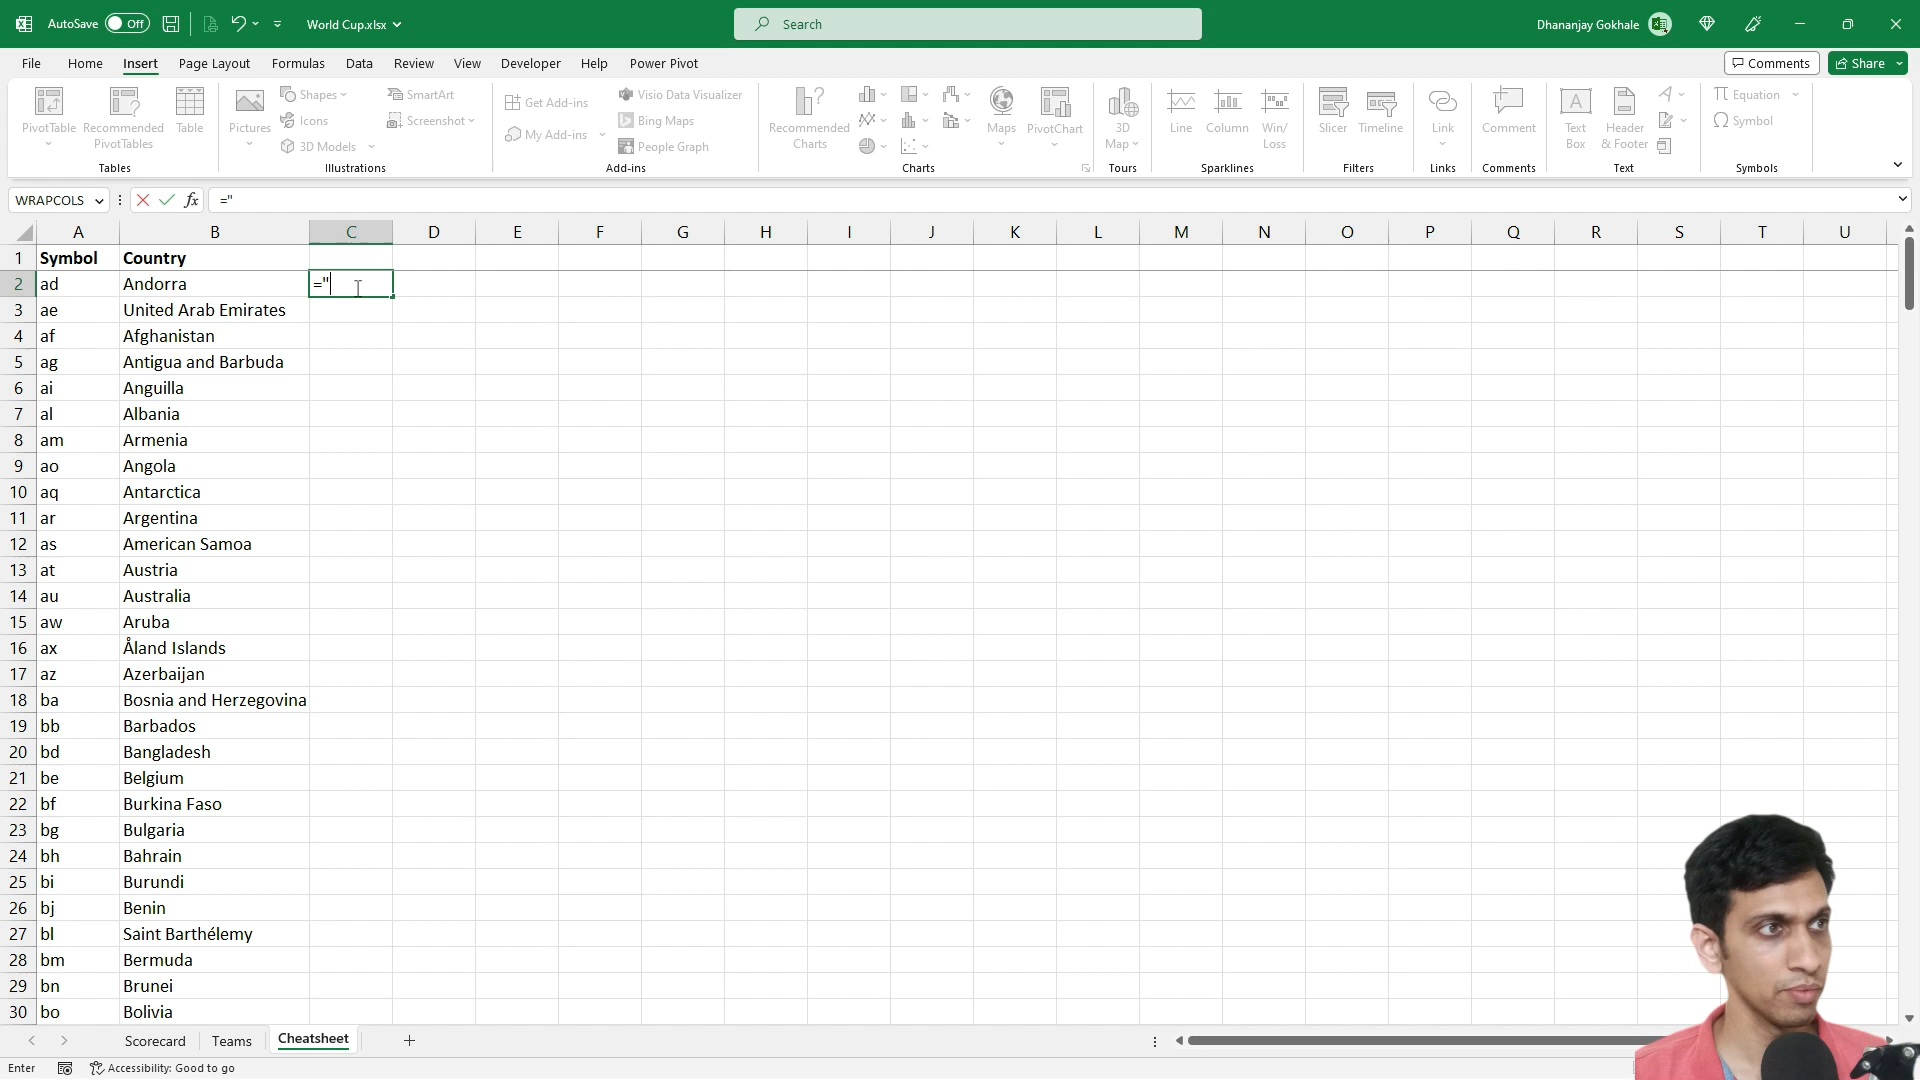 AutoSave Off World Cup.xlsx Search Dhananjay Gokhale
File Home Insert Page Layout Formulas Data Review View Developer Help Power Pivot Comments Share
PivotTable Recommended PivotTables Table Pictures Shapes Icons 3D Models SmartArt Screenshot Get Add-ins My Add-ins Visio Data Visualizer Bing Maps People Graph Recommended Charts Maps PivotChart 3D Map Line Column Win/Loss Slicer Timeline Link Comment Text Box Header & Footer Equation Symbol
Tables Illustrations Add-ins Charts Tours Sparklines Filters Links Comments Text Symbols
WRAPCOLS fx ="
A B C D E F G H I J K L M N O P Q R S T U
1 Symbol Country
2 ad Andorra ="
3 ae United Arab Emirates
4 af Afghanistan
5 ag Antigua and Barbuda
6 ai Anguilla
7 al Albania
8 am Armenia
9 ao Angola
10 aq Antarctica
11 ar Argentina
12 as American Samoa
13 at Austria
14 au Australia
15 aw Aruba
16 ax Åland Islands
17 az Azerbaijan
18 ba Bosnia and Herzegovina
19 bb Barbados
20 bd Bangladesh
21 be Belgium
22 bf Burkina Faso
23 bg Bulgaria
24 bh Bahrain
25 bi Burundi
26 bj Benin
27 bl Saint Barthélemy
28 bm Bermuda
29 bn Brunei
30 bo Bolivia
Scorecard Teams Cheatsheet
Enter Accessibility: Good to go